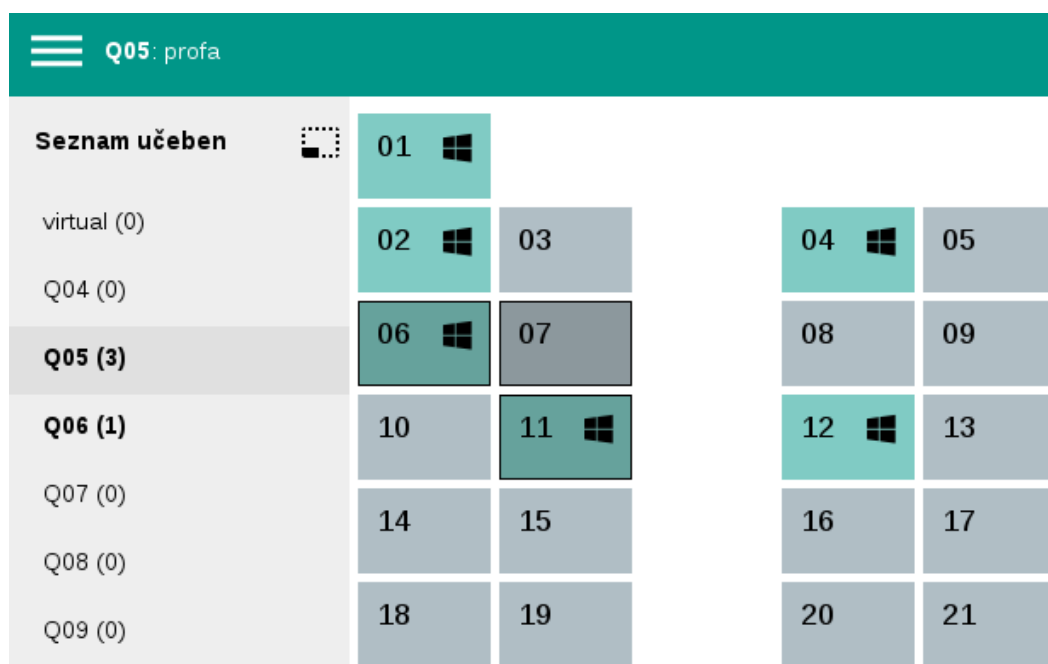 Q05: profa
Seznam učeben
virtual (0)
Q04 (0)
Q05 (3)
Q06 (1)
Q07 (0)
Q08 (0)
Q09 (0)
01
02 03 04 05
06 07 08 09
10 11 12 13
14 15 16 17
18 19 20 21